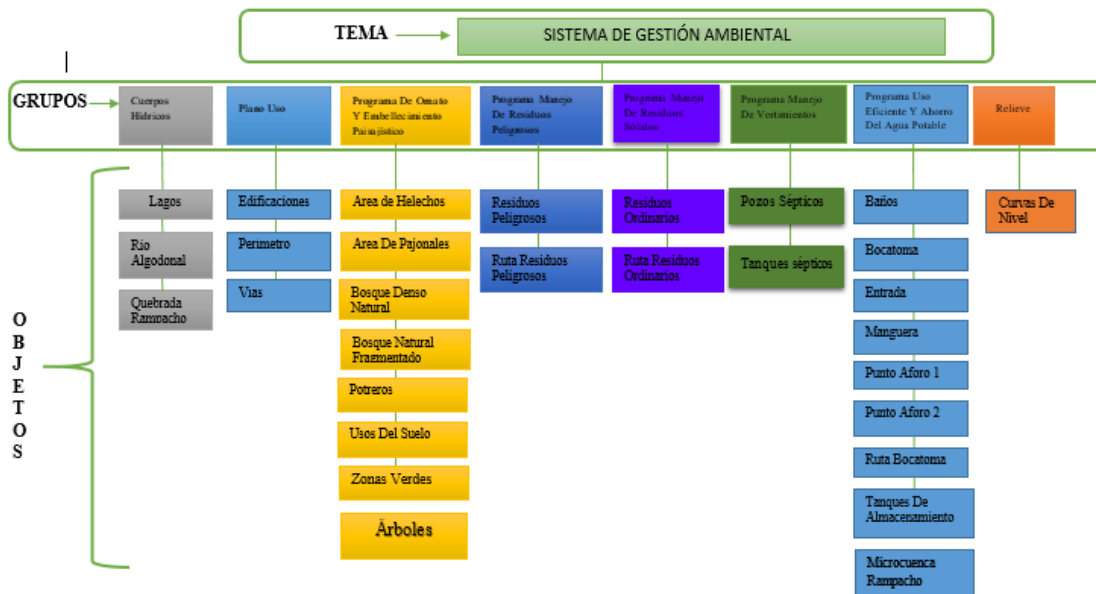 TEMA
SISTEMA DE GESTIÓN AMBIENTAL
GRUPOS
Cuerpos
Hídricos
Plano Uso
Programa De Ornato
Y Embellecimiento
Paisajístico
Programa Manejo
De Residuos
Peligrosos
Programa Manejo
De Residuos
Sólidos
Programa Manejo
De Vertimientos
Programa Uso
Eficiente Y Ahorro
Del Agua Potable
Relieve
OBJETOS
Lagos
Rio
Algodonal
Quebrada
Rampacho
Edificaciones
Perimetro
Vias
Area de Helechos
Area De Pajonales
Bosque Denso
Natural
Bosque Natural
Fragmentado
Potreros
Usos Del Suelo
Zonas Verdes
Ärboles
Residuos
Peligrosos
Ruta Residuos
Peligrosos
Residuos
Ordinarios
Ruta Residuos
Ordinarios
Pozos Sépticos
Tanques sépticos
Baños
Bocatoma
Entrada
Manguera
Punto Aforo 1
Punto Aforo 2
Ruta Bocatoma
Tanques De
Almacenamiento
Microcuenca
Rampacho
Curvas De
Nivel